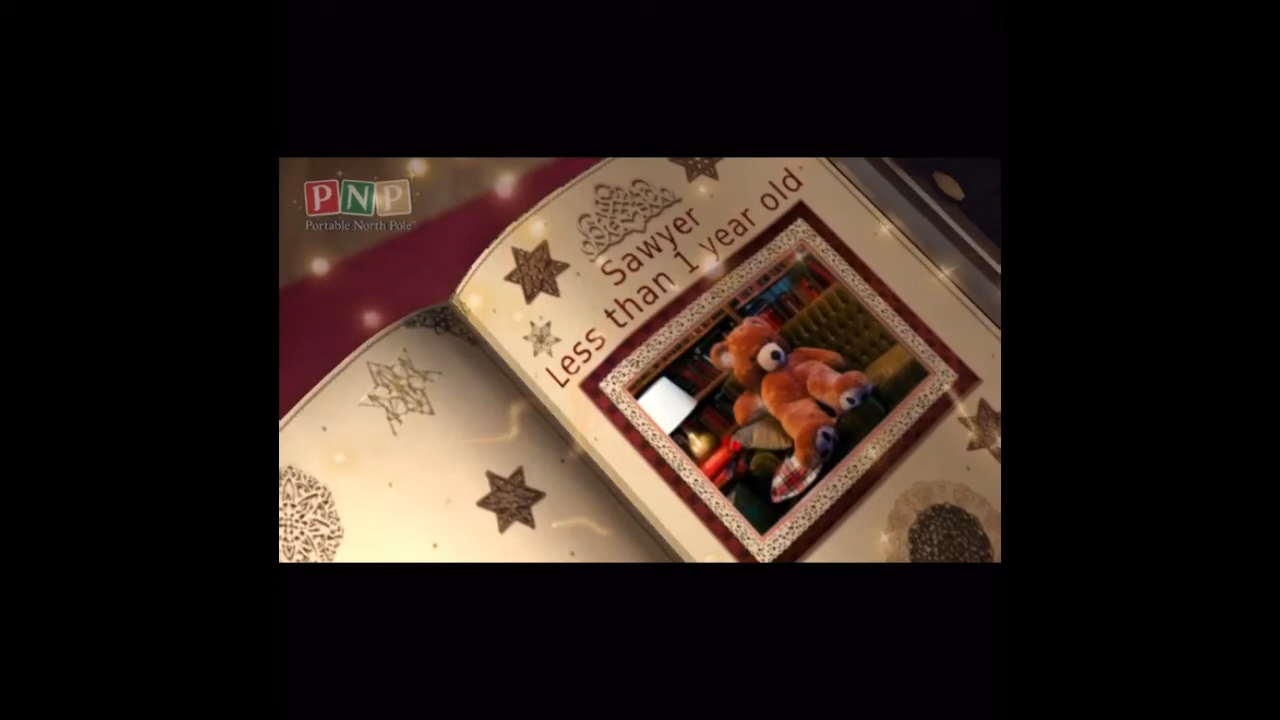 PNP
Portable North Pole
Sawyer
Less than 1 year old